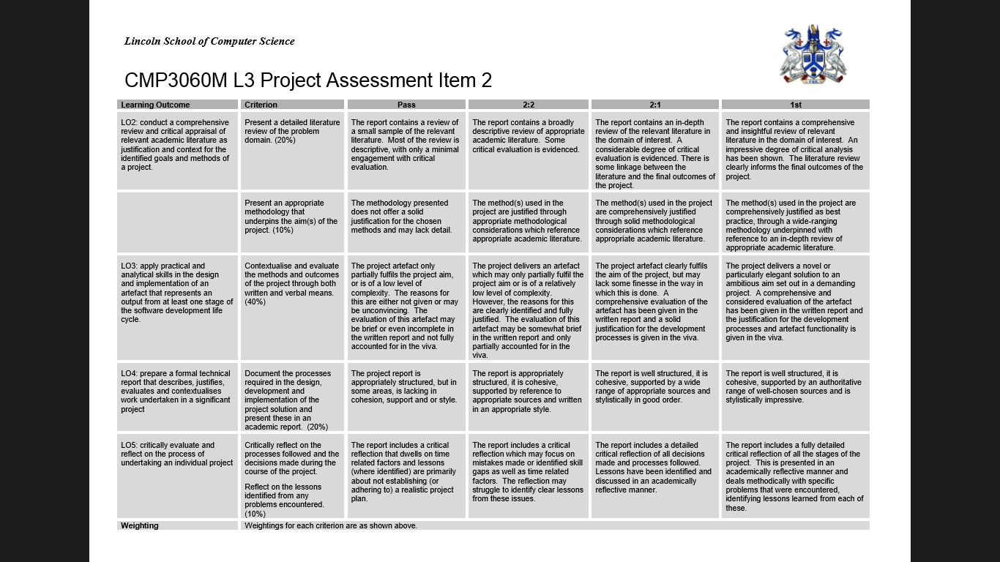 Lincoln School of Computer Science
CMP3060M L3 Project Assessment Item 2
Learning Outcome
Criterion
Pass
2:2
2:1
1st
LO2: conduct a comprehensive
review and critical appraisal of
relevant academic literature as
justification and context for the
identified goals and methods of
a project.
Present a detailed literature
review of the problem
domain. (20%)
The report contains a review of
a small sample of the relevant
literature.  Most of the review is
descriptive, with only a minimal
engagement with critical
evaluation.
The report contains a broadly
descriptive review of appropriate
academic literature.  Some
critical evaluation is evidenced.
The report contains an in-depth
review of the relevant literature in
the domain of interest.  A
considerable degree of critical
evaluation is evidenced. There is
some linkage between the
literature and the final outcomes of
the project.
The report contains a comprehensive
and insightful review of relevant
literature in the domain of interest.  An
impressive degree of critical analysis
has been shown.  The literature review
clearly informs the final outcomes of the
project.
Present an appropriate
methodology that
underpins the aim(s) of the
project. (10%)
The methodology presented
does not offer a solid
justification for the chosen
methods and may lack detail.
The method(s) used in the
project are justified through
appropriate methodological
considerations which reference
appropriate academic literature.
The method(s) used in the project
are comprehensively justified
through solid methodological
considerations which reference
appropriate academic literature.
The method(s) used in the project are
comprehensively justified as best
practice, through a wide-ranging
methodology underpinned with
reference to an in-depth review of
appropriate academic literature.
LO3: apply practical and
analytical skills in the design
and implementation of an
artefact that represents an
output from at least one stage of
the software development life
cycle.
Contextualise and evaluate
the methods and outcomes
of the project through both
written and verbal means.
(40%)
The project artefact only
partially fulfils the project aim,
or is of a low level of
complexity.  The reasons for
this are either not given or may
be unconvincing.  The
evaluation of this artefact may
be brief or even incomplete in
the written report and not fully
accounted for in the viva.
The project delivers an artefact
which may only partially fulfil the
project aim or is of a relatively
low level of complexity.
However, the reasons for this
are clearly identified and fully
justified.  The evaluation of this
artefact may be somewhat brief
in the written report and only
partially accounted for in the
viva.
The project artefact clearly fulfils
the aim of the project, but may
lack some finesse in the way in
which this is done.  A
comprehensive evaluation of the
artefact has been given in the
written report and a solid
justification for the development
processes is given in the viva.
The project delivers a novel or
particularly elegant solution to an
ambitious aim set out in a demanding
project.  A comprehensive and
considered evaluation of the artefact
has been given in the written report and
the justification for the development
processes and artefact functionality is
given in the viva.
LO4: prepare a formal technical
report that describes, justifies,
evaluates and contextualises
work undertaken in a significant
project
Document the processes
required in the design,
development and
implementation of the
project solution and
present these in an
academic report.  (20%)
The project report is
appropriately structured, but in
some areas, is lacking in
cohesion, support and or style.
The report is appropriately
structured, it is cohesive,
supported by reference to
appropriate sources and written
in an appropriate style.
The report is well structured, it is
cohesive, supported by a wide
range of appropriate sources and
stylistically in good order.
The report is well structured, it is
cohesive, supported by an authoritative
range of well-chosen sources and is
stylistically impressive.
LO5: critically evaluate and
reflect on the process of
undertaking an individual project
Critically reflect on the
processes followed and the
decisions made during the
course of the project.
Reflect on the lessons
identified from any
problems encountered.
(10%)
The report includes a critical
reflection that dwells on time
related factors and lessons
(where identified) are primarily
about not establishing (or
adhering to) a realistic project
plan.
The report includes a critical
reflection which may focus on
mistakes made or identified skill
gaps as well as time related
factors.  The reflection may
struggle to identify clear lessons
from these issues.
The report includes a detailed
critical reflection of all decisions
made and processes followed.
Lessons have been identified and
discussed in an academically
reflective manner.
The report includes a fully detailed
critical reflection of all the stages of the
project.  This is presented in an
academically reflective manner and
deals methodically with specific
problems that were encountered,
identifying lessons learned from each of
these.
Weighting
Weightings for each criterion are as shown above.